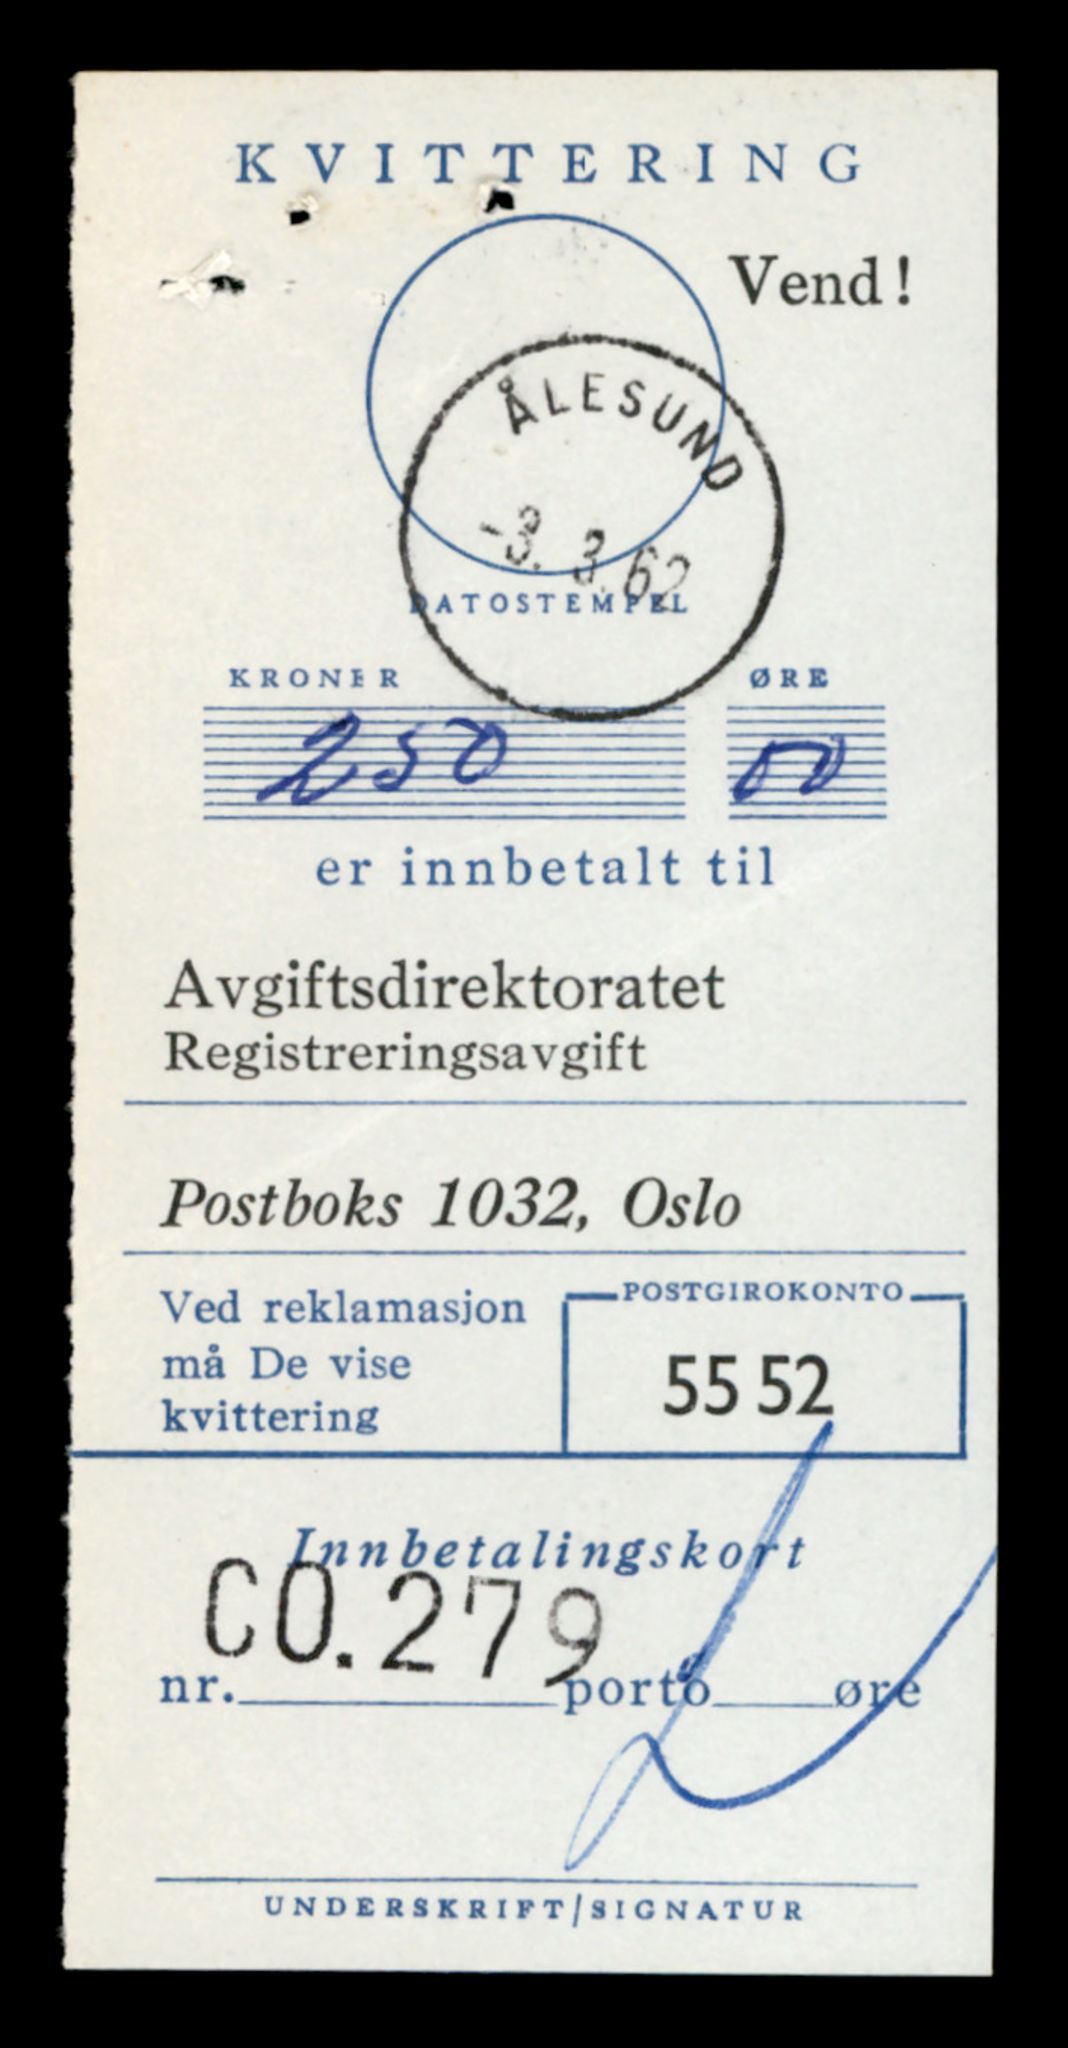 KVITTERING
Vend!
ÅLESUND
-3. 3. 62
DATOSTEMPEL
KRONER ØRE
250 00
er innbetalt til
Avgiftsdirektoratet
Registreringsavgift
Postboks 1032, Oslo
Ved reklamasjon
må De vise
kvittering
POSTGIROKONTO
55 52
Innbetalingskort
CO.279
nr. porto øre
UNDERSKRIFT/SIGNATUR